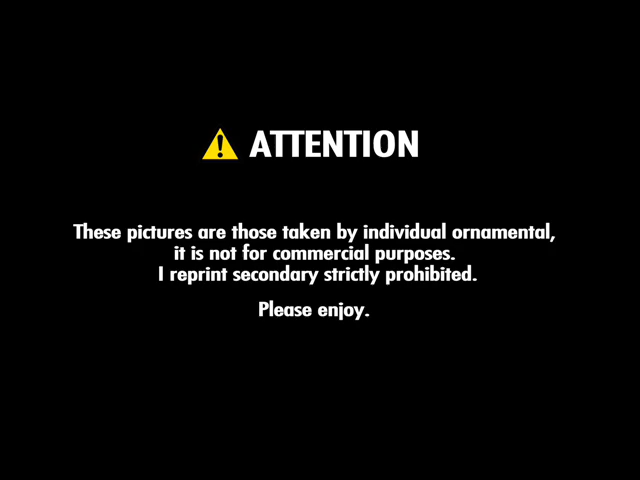 ATTENTION
These pictures are those taken by individual ornamental,
it is not for commercial purposes.
I reprint secondary strictly prohibited.
Please enjoy.